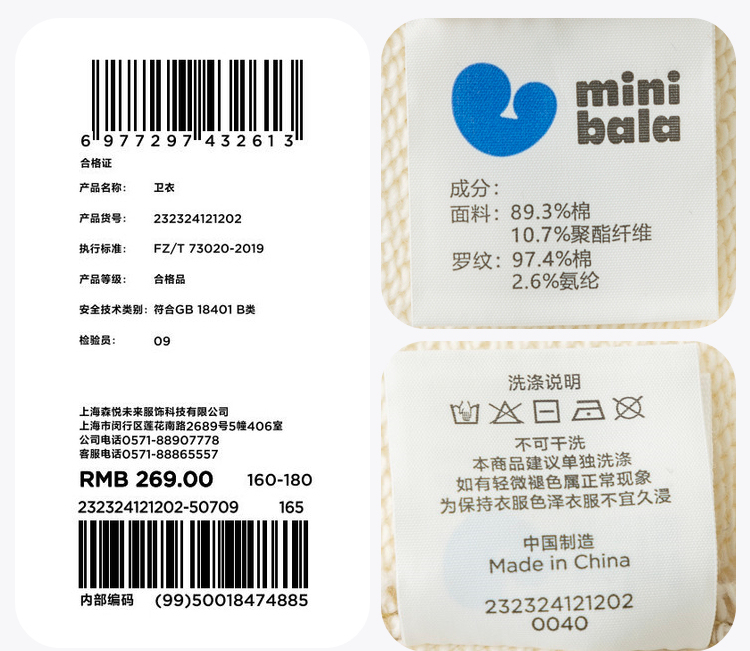 6 977297 432613
合格证
产品名称： 卫衣
产品货号： 232324121202
执行标准： FZ/T 73020-2019
产品等级： 合格品
安全技术类别：符合GB 18401 B类
检验员： 09
上海森悦未来服饰科技有限公司
上海市闵行区莲花南路2689号5幢406室
公司电话0571-88907778
客服电话0571-88865557
RMB 269.00 160-180
232324121202-50709 165
内部编码 (99)50018474885
mini
bala
成分：
面料：89.3%棉
10.7%聚酯纤维
罗纹：97.4%棉
2.6%氨纶
洗涤说明
不可干洗
本商品建议单独洗涤
如有轻微褪色属正常现象
为保持衣服色泽衣服不宜久浸
中国制造
Made in China
232324121202
0040